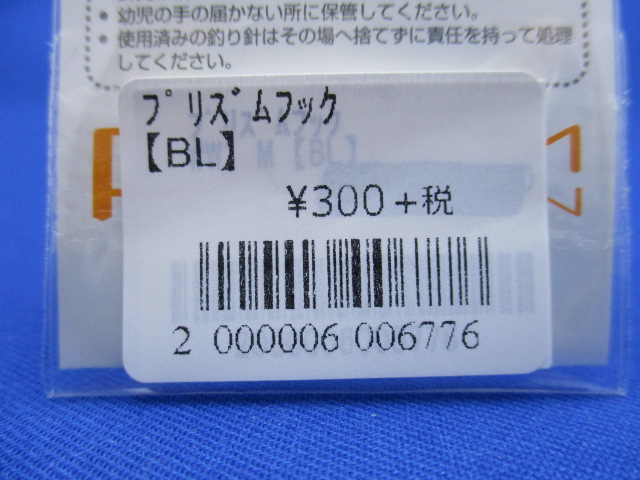 • 幼児の手の届かない所に保管してください。
• 使用済みの釣り針はその場へ捨てずに責任を持って処理
してください。
ﾌﾟﾘｽﾞﾑﾌｯｸ
【BL】
¥300+税
2 000006 006776